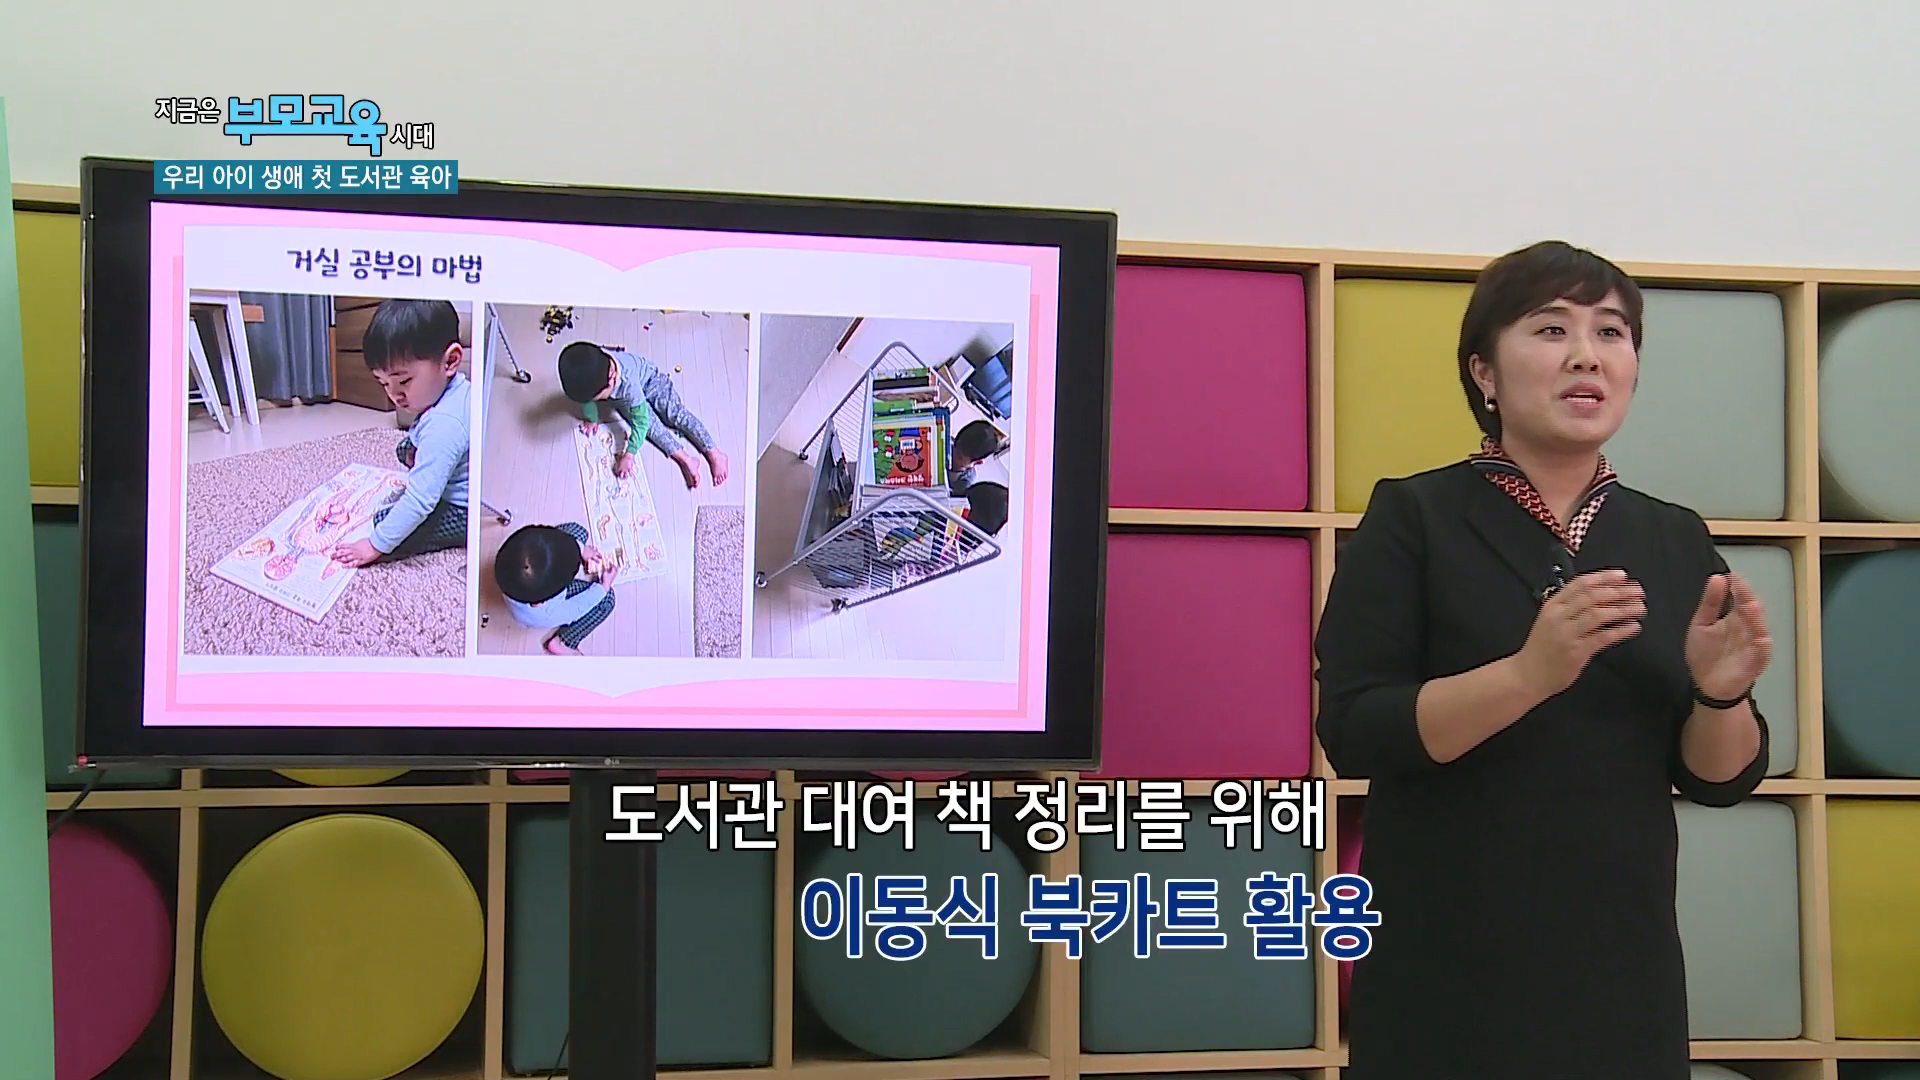 지금은 부모교육 시대
우리 아이 생애 첫 도서관 육아
거실 공부의 마법
도서관 대여 책 정리를 위해
이동식 북카트 활용